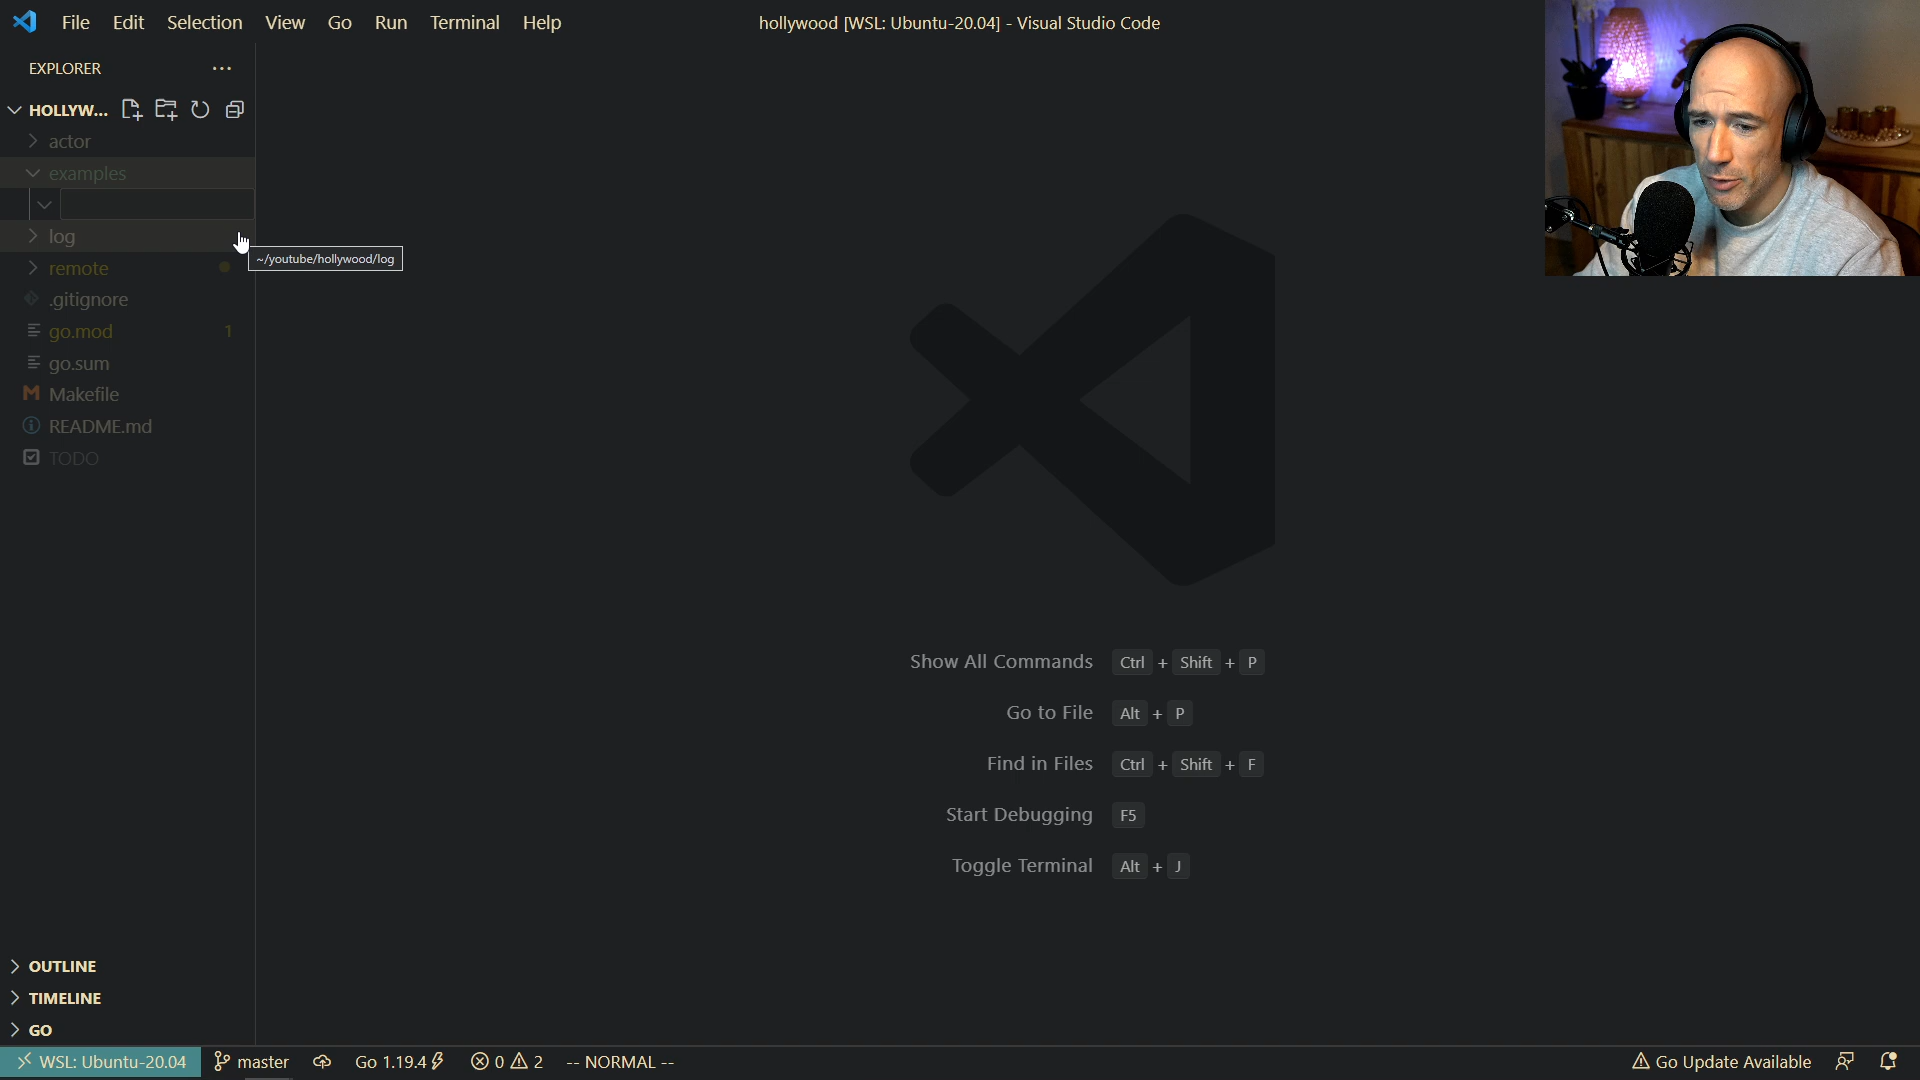 File Edit Selection View Go Run Terminal Help
hollywood [WSL: Ubuntu-20.04] - Visual Studio Code
EXPLORER
HOLLYW...
actor
examples
log
~/youtube/hollywood/log
remote
.gitignore
go.mod 1
go.sum
Makefile
README.md
TODO
Show All Commands Ctrl + Shift + P
Go to File Alt + P
Find in Files Ctrl + Shift + F
Start Debugging F5
Toggle Terminal Alt + J
OUTLINE
TIMELINE
GO
WSL: Ubuntu-20.04 master Go 1.19.4 0 2 -- NORMAL -- Go Update Available